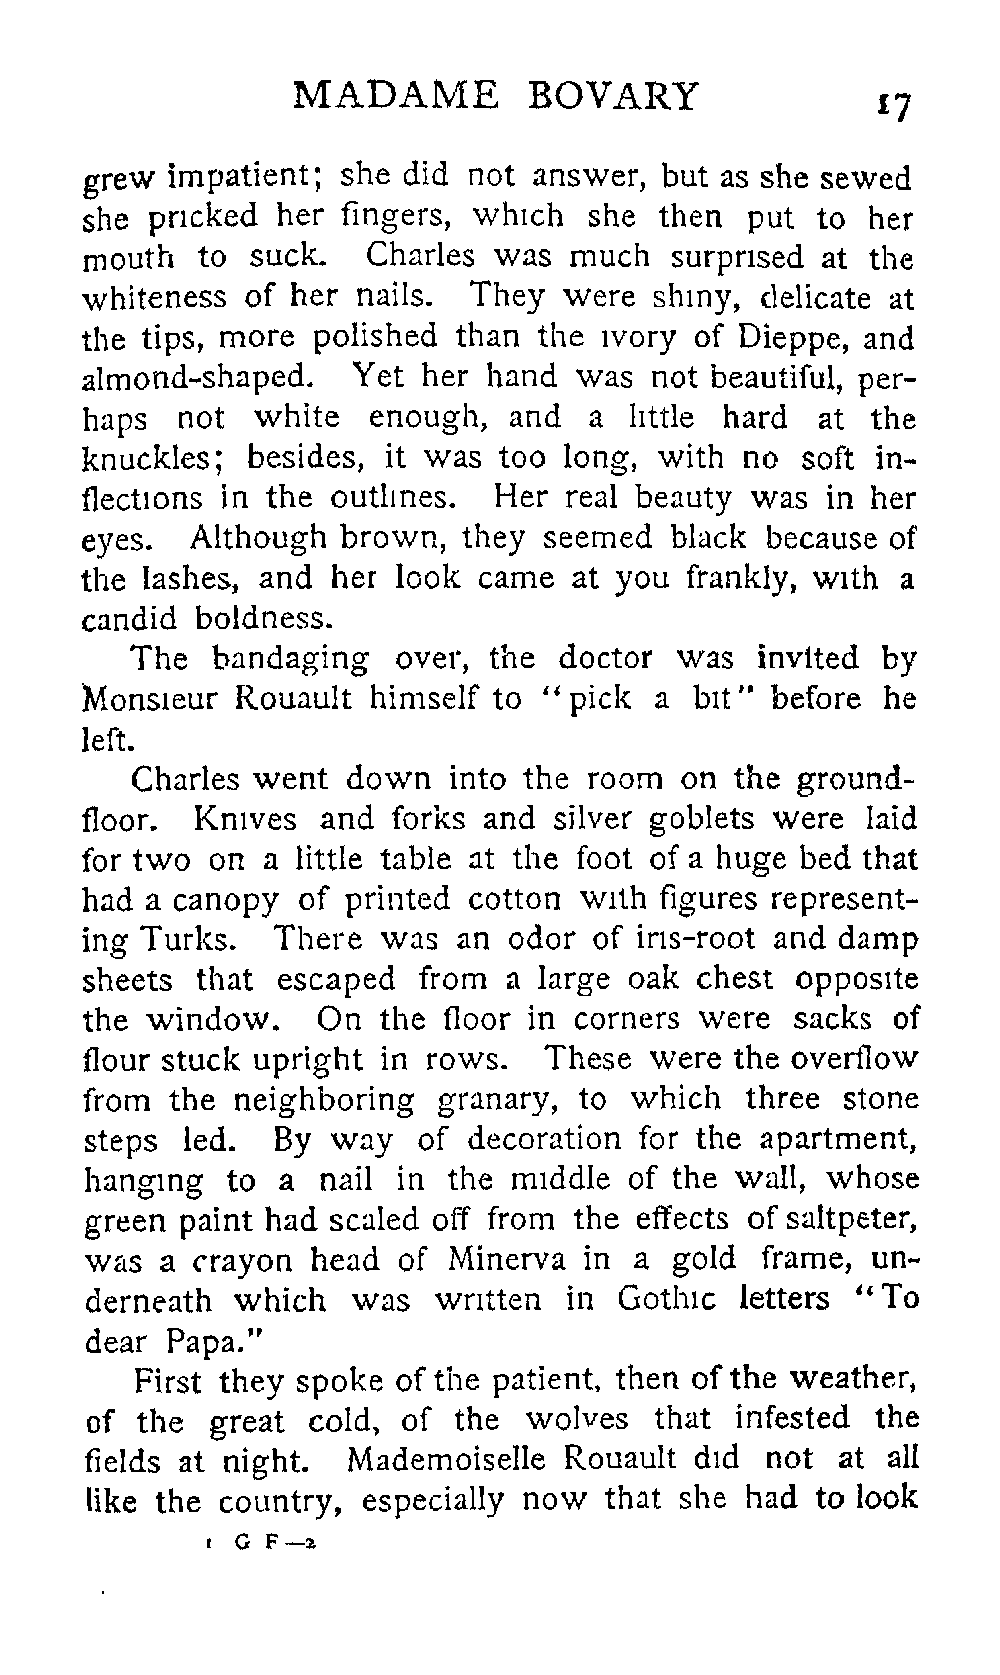 MADAME BOVARY 17
grew impatient; she did not answer, but as she sewed
she pricked her fingers, which she then put to her
mouth to suck. Charles was much surprised at the
whiteness of her nails. They were shiny, delicate at
the tips, more polished than the ivory of Dieppe, and
almond-shaped. Yet her hand was not beautiful, per-
haps not white enough, and a little hard at the
knuckles; besides, it was too long, with no soft in-
flections in the outlines. Her real beauty was in her
eyes. Although brown, they seemed black because of
the lashes, and her look came at you frankly, with a
candid boldness.
The bandaging over, the doctor was invited by
Monsieur Rouault himself to "pick a bit" before he
left.
Charles went down into the room on the ground-
floor. Knives and forks and silver goblets were laid
for two on a little table at the foot of a huge bed that
had a canopy of printed cotton with figures represent-
ing Turks. There was an odor of iris-root and damp
sheets that escaped from a large oak chest opposite
the window. On the floor in corners were sacks of
flour stuck upright in rows. These were the overflow
from the neighboring granary, to which three stone
steps led. By way of decoration for the apartment,
hanging to a nail in the middle of the wall, whose
green paint had scaled off from the effects of saltpeter,
was a crayon head of Minerva in a gold frame, un-
derneath which was written in Gothic letters "To
dear Papa."
First they spoke of the patient, then of the weather,
of the great cold, of the wolves that infested the
fields at night. Mademoiselle Rouault did not at all
like the country, especially now that she had to look
1 G F—2